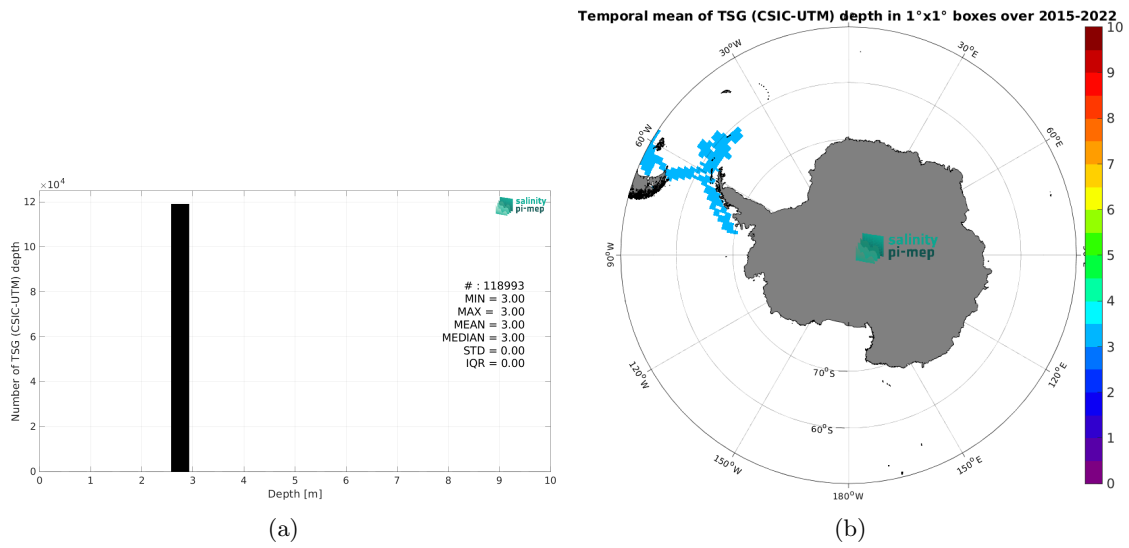 ×10⁴
12
10
8
6
4
2
0
Number of TSG (CSIC-UTM) depth
0 1 2 3 4 5 6 7 8 9 10
Depth [m]
salinity
pi-mep
# : 118993
MIN = 3.00
MAX = 3.00
MEAN = 3.00
MEDIAN = 3.00
STD = 0.00
IQR = 0.00
(a)
Temporal mean of TSG (CSIC-UTM) depth in 1°x1° boxes over 2015-2022
30°W
30°E
60°W
60°E
90°W
120°W
120°E
150°W
150°E
180°W
70°S
60°S
salinity
pi-mep
10
9
8
7
6
5
4
3
2
1
0
(b)